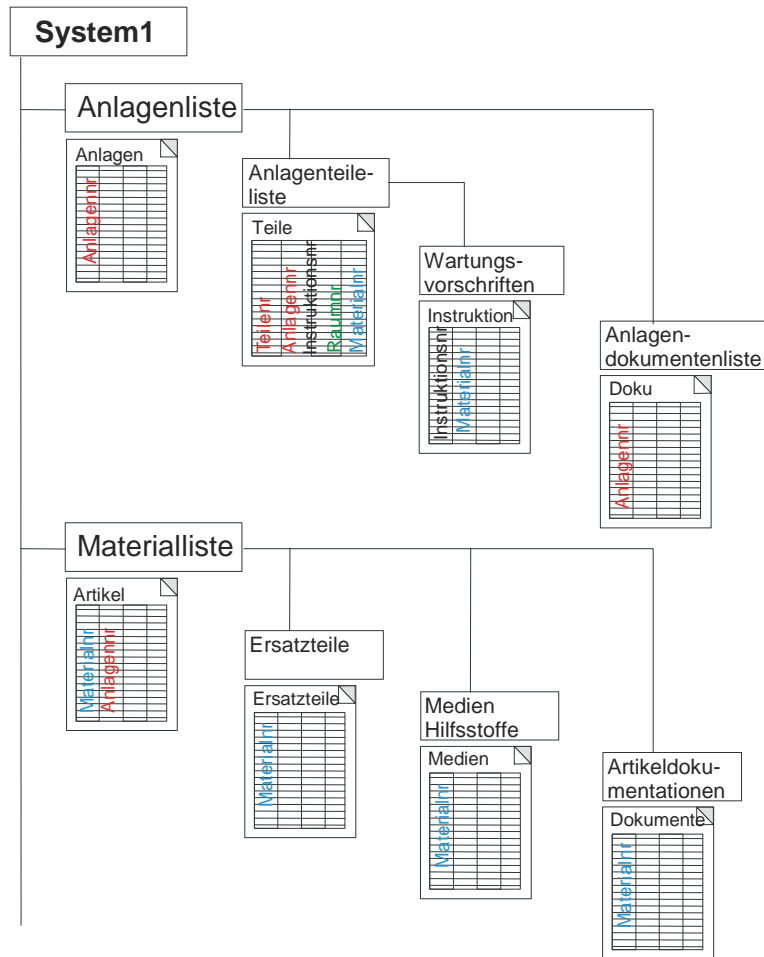 System1
Anlagenliste
Anlagen
Anlagennr
Anlagenteile-
liste
Teile
Teilenr
Anlagennr
Instruktionsnr
Raumnr
Materialnr
Wartungs-
vorschriften
Instruktion
Instruktionsnr
Materialnr
Anlagen-
dokumentenliste
Doku
Anlagennr
Materialliste
Artikel
Materialnr
Anlagennr
Ersatzteile
Ersatzteile
Materialnr
Medien
Hilfsstoffe
Medien
Materialnr
Artikeldoku-
mentationen
Dokumente
Materialnr